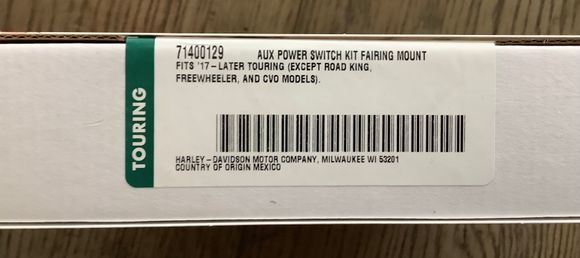 71400129 AUX POWER SWITCH KIT FAIRING MOUNT
FITS '17-LATER TOURING (EXCEPT ROAD KING,
FREEWHEELER, AND CVO MODELS).
TOURING
HARLEY-DAVIDSON MOTOR COMPANY, MILWAUKEE WI 53201
COUNTRY OF ORIGIN MEXICO